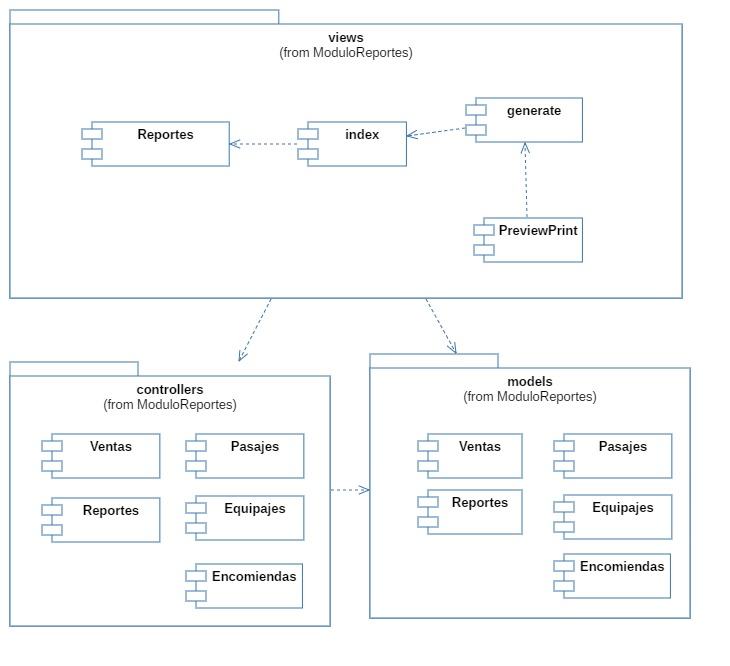 views
(from ModuloReportes)
Reportes
index
generate
PreviewPrint
controllers
(from ModuloReportes)
Ventas
Pasajes
Reportes
Equipajes
Encomiendas
models
(from ModuloReportes)
Ventas
Pasajes
Reportes
Equipajes
Encomiendas